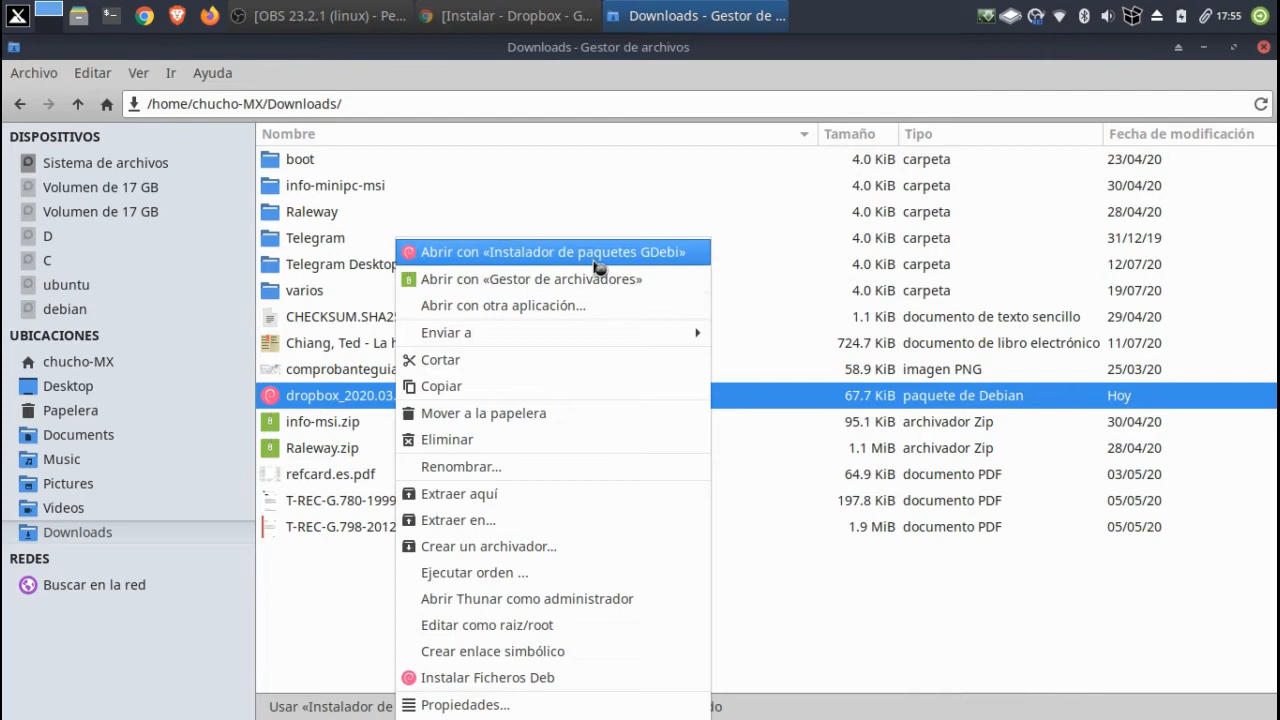 [OBS 23.2.1 (linux) - Pe...
[Instalar - Dropbox - G...
Downloads - Gestor de ...
17:55
Downloads - Gestor de archivos
Archivo Editar Ver Ir Ayuda
/home/chucho-MX/Downloads/
DISPOSITIVOS
Sistema de archivos
Volumen de 17 GB
Volumen de 17 GB
D
C
ubuntu
debian
UBICACIONES
chucho-MX
Desktop
Papelera
Documents
Music
Pictures
Videos
Downloads
REDES
Buscar en la red
Nombre Tamaño Tipo Fecha de modificación
boot 4.0 KiB carpeta 23/04/20
info-minipc-msi 4.0 KiB carpeta 30/04/20
Raleway 4.0 KiB carpeta 21/04/20
Telegram 4.0 KiB carpeta 31/12/19
Telegram Desktop 4.0 KiB carpeta 12/07/20
varios 4.0 KiB carpeta 19/07/20
CHECKSUM.SHA25 1.1 KiB documento de texto sencillo 29/04/20
Chiang, Ted - La h 724.7 KiB documento de libro electrónico 11/07/20
comprobanteguia 58.9 KiB imagen PNG 25/03/20
dropbox_2020.03. 67.7 KiB paquete de Debian Hoy
info-msi.zip 95.1 KiB archivador Zip 30/04/20
Raleway.zip 1.1 MiB archivador Zip 28/04/20
refcard.es.pdf 64.9 KiB documento PDF 03/05/20
T-REC-G.780-1999 197.8 KiB documento PDF 05/05/20
T-REC-G.798-2012 1.9 MiB documento PDF 05/05/20
Abrir con «Instalador de paquetes GDebi»
Abrir con «Gestor de archivadores»
Abrir con otra aplicación...
Enviar a
Cortar
Copiar
Mover a la papelera
Eliminar
Renombrar...
Extraer aquí
Extraer en...
Crear un archivador...
Ejecutar orden ...
Abrir Thunar como administrador
Editar como raiz/root
Crear enlace simbólico
Instalar Ficheros Deb
Propiedades...
Usar «Instalador de do